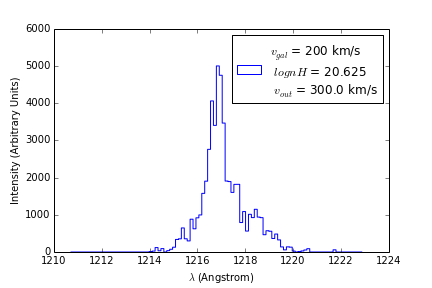 6000
5000
4000
3000
2000
1000
0
Intensity (Arbitrary Units)
v_gal = 200 km/s
lognH = 20.625
v_out = 300.0 km/s
1210 1212 1214 1216 1218 1220 1222 1224
λ (Angstrom)